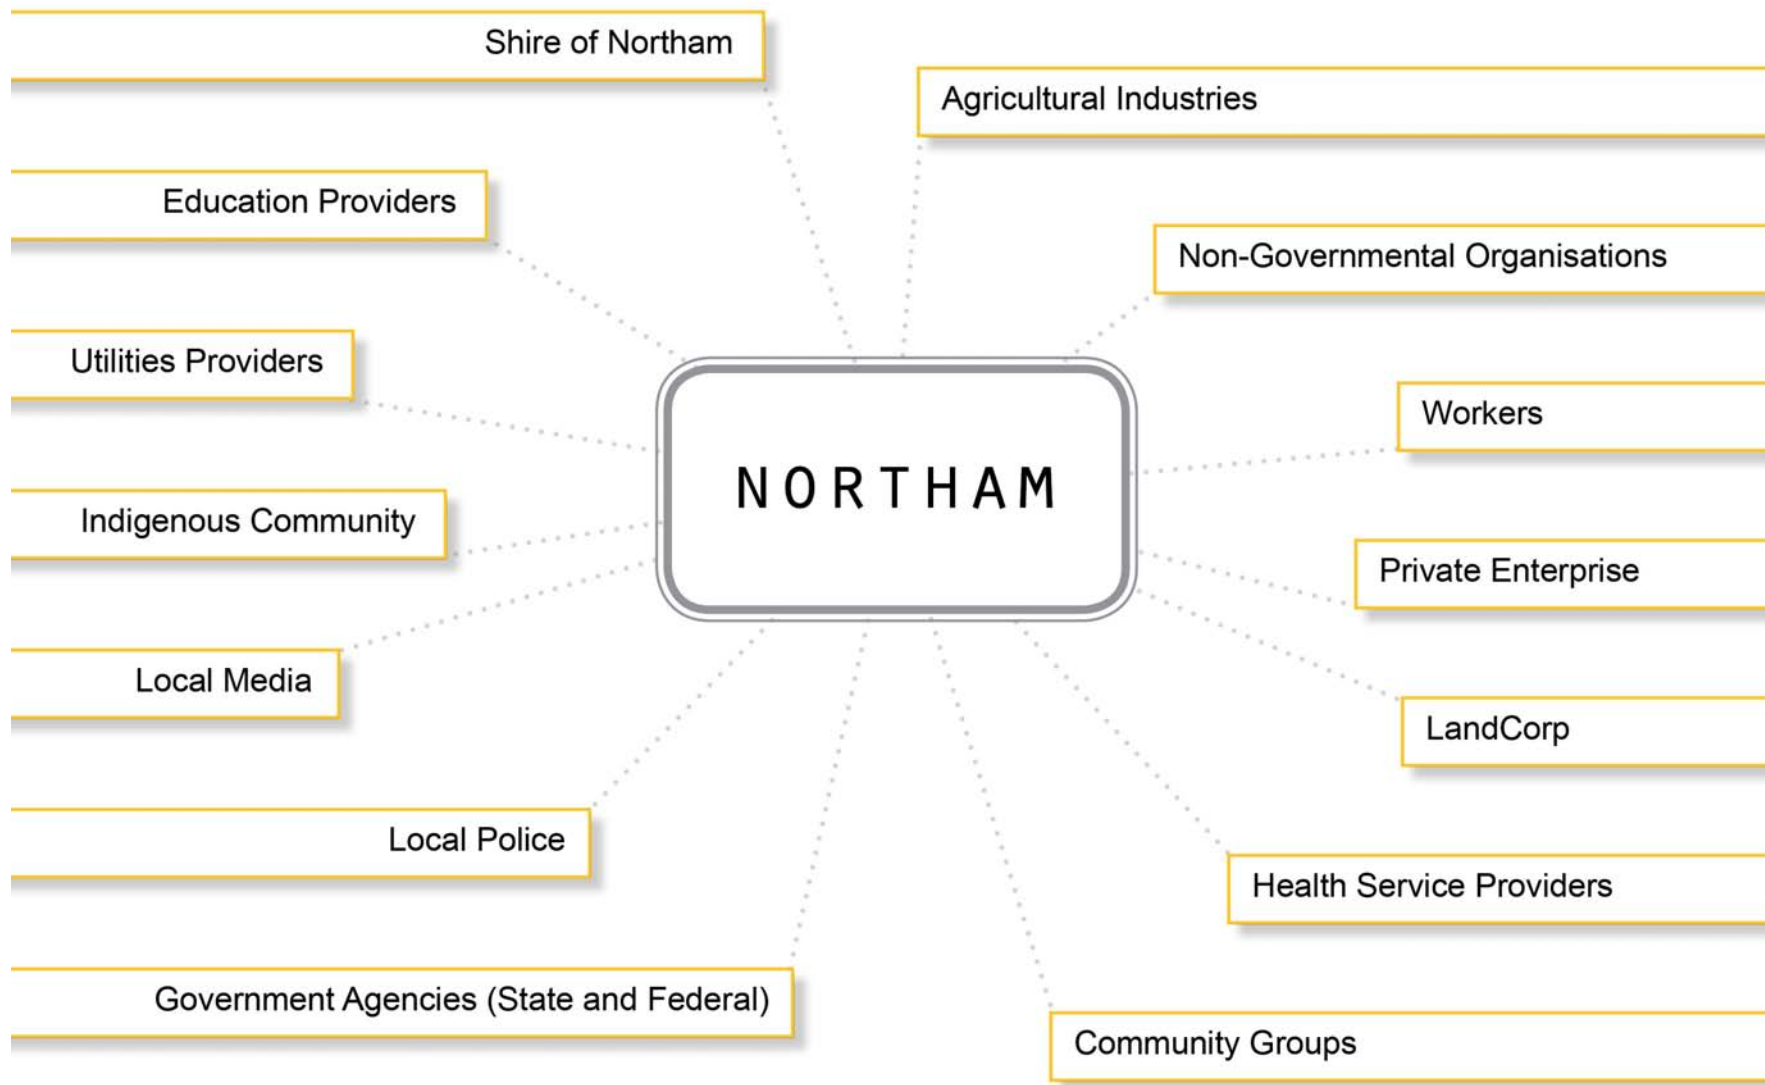 Shire of Northam
Agricultural Industries
Education Providers
Non-Governmental Organisations
Utilities Providers
Workers
NORTHAM
Indigenous Community
Private Enterprise
Local Media
LandCorp
Local Police
Health Service Providers
Government Agencies (State and Federal)
Community Groups